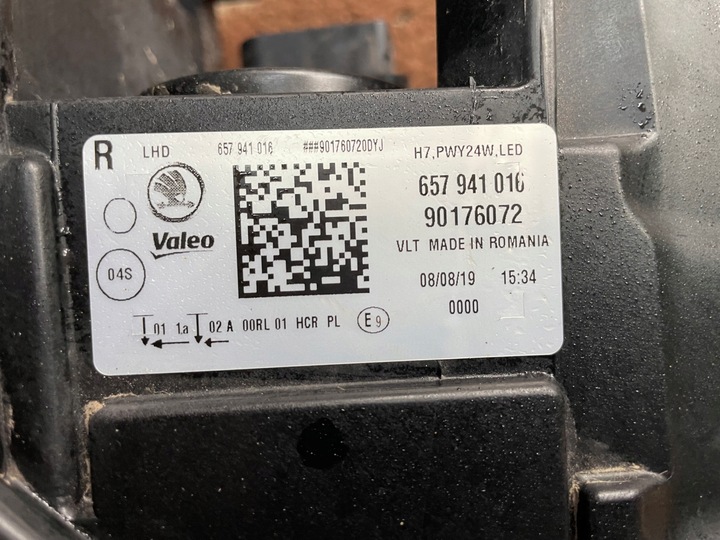 R LHD 657 941 016 ###901760720DYJ H7,PWY24W,LED
657 941 016
90176072
Valeo
VLT MADE IN ROMANIA
04S
08/08/19 15:34
0000
01 1a 02 A 00RL 01 HCR PL E9